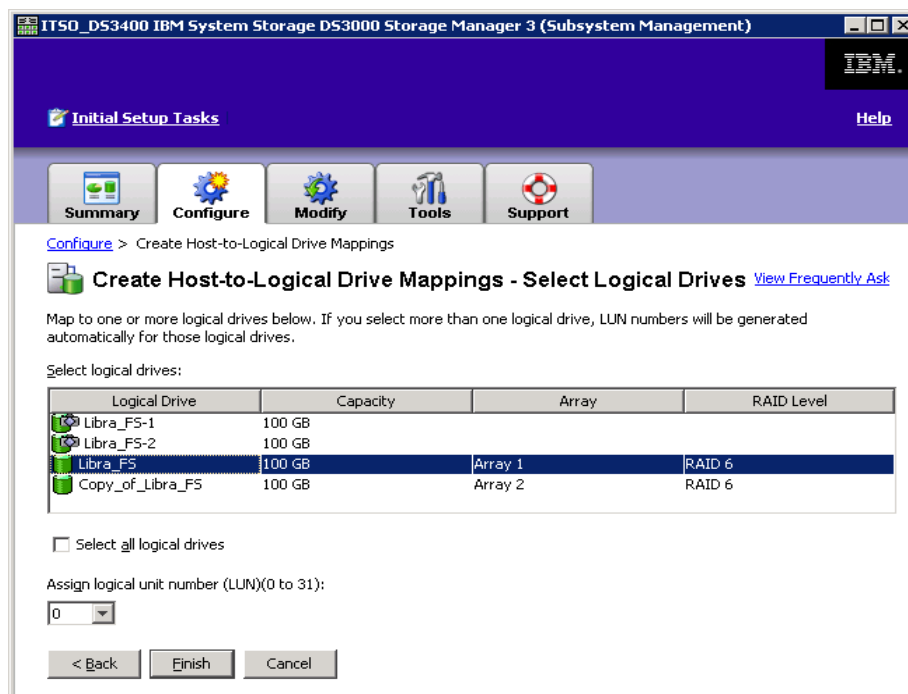 ITSO_DS3400 IBM System Storage DS3000 Storage Manager 3 (Subsystem Management)
IBM.
Initial Setup Tasks
Help
Summary
Configure
Modify
Tools
Support
Configure > Create Host-to-Logical Drive Mappings
Create Host-to-Logical Drive Mappings - Select Logical Drives View Frequently Ask
Map to one or more logical drives below. If you select more than one logical drive, LUN numbers will be generated
automatically for those logical drives.
Select logical drives:
Logical Drive Capacity Array RAID Level
Libra_FS-1 100 GB
Libra_FS-2 100 GB
Libra_FS 100 GB Array 1 RAID 6
Copy_of_Libra_FS 100 GB Array 2 RAID 6
Select all logical drives
Assign logical unit number (LUN)(0 to 31):
0
< Back Finish Cancel